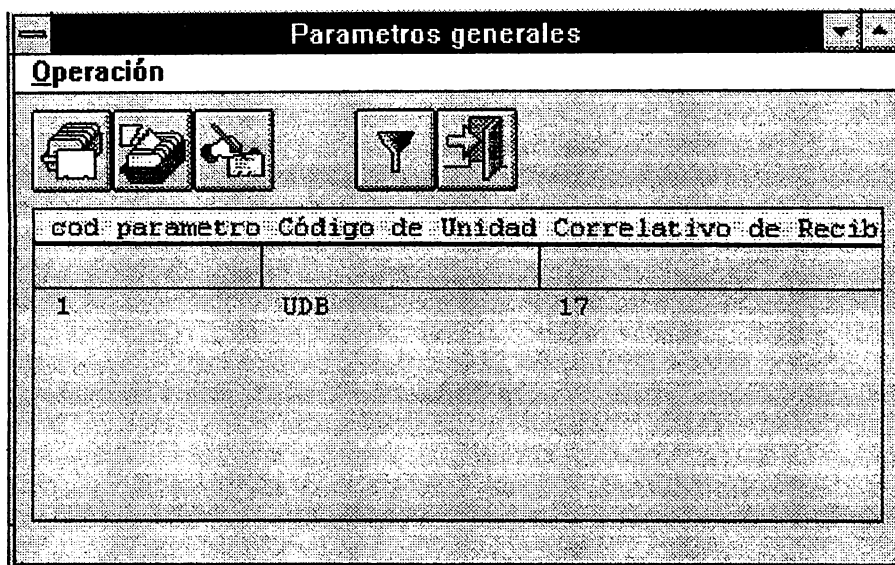 Parametros generales
Operación
cod parametro Código de Unidad Correlativo de Recib
1 UDB 17